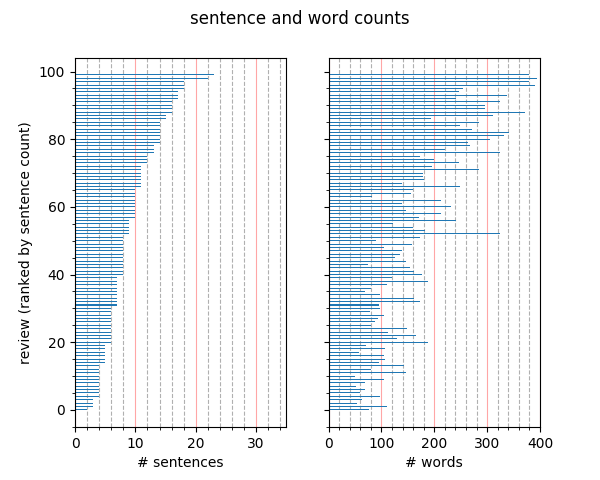 sentence and word counts
100
80
60
40
20
0
review (ranked by sentence count)
0 10 20 30
# sentences
0 100 200 300 400
# words